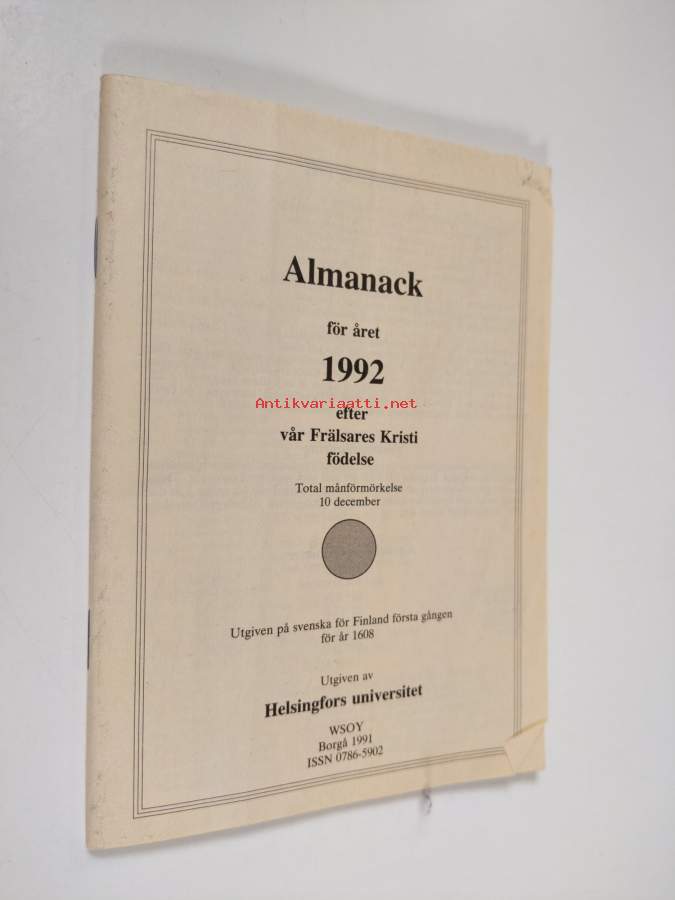 Almanack
för året
1992
Antikvariaatti.net
efter
vår Frälsares Kristi
födelse
Total månförmörkelse
10 december
Utgiven på svenska för Finland första gången
för år 1608
Utgiven av
Helsingfors universitet
WSOY
Borgå 1991
ISSN 0786-5902